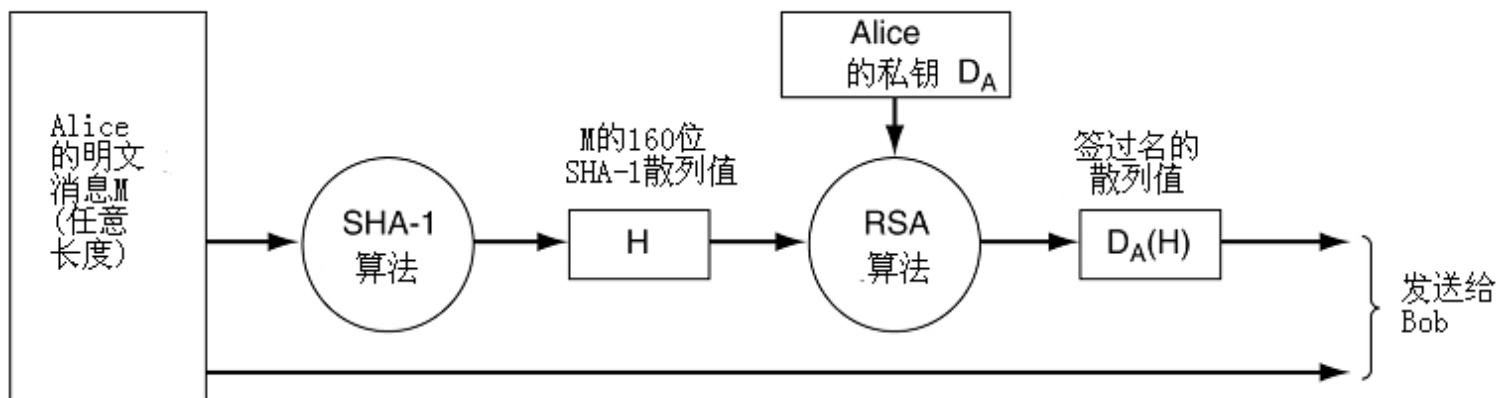 Alice
的明文
消息M
(任意
长度)
SHA-1
算法
M的160位
SHA-1散列值
H
Alice
的私钥 DA
RSA
算法
签过名的
散列值
DA(H)
发送给
Bob